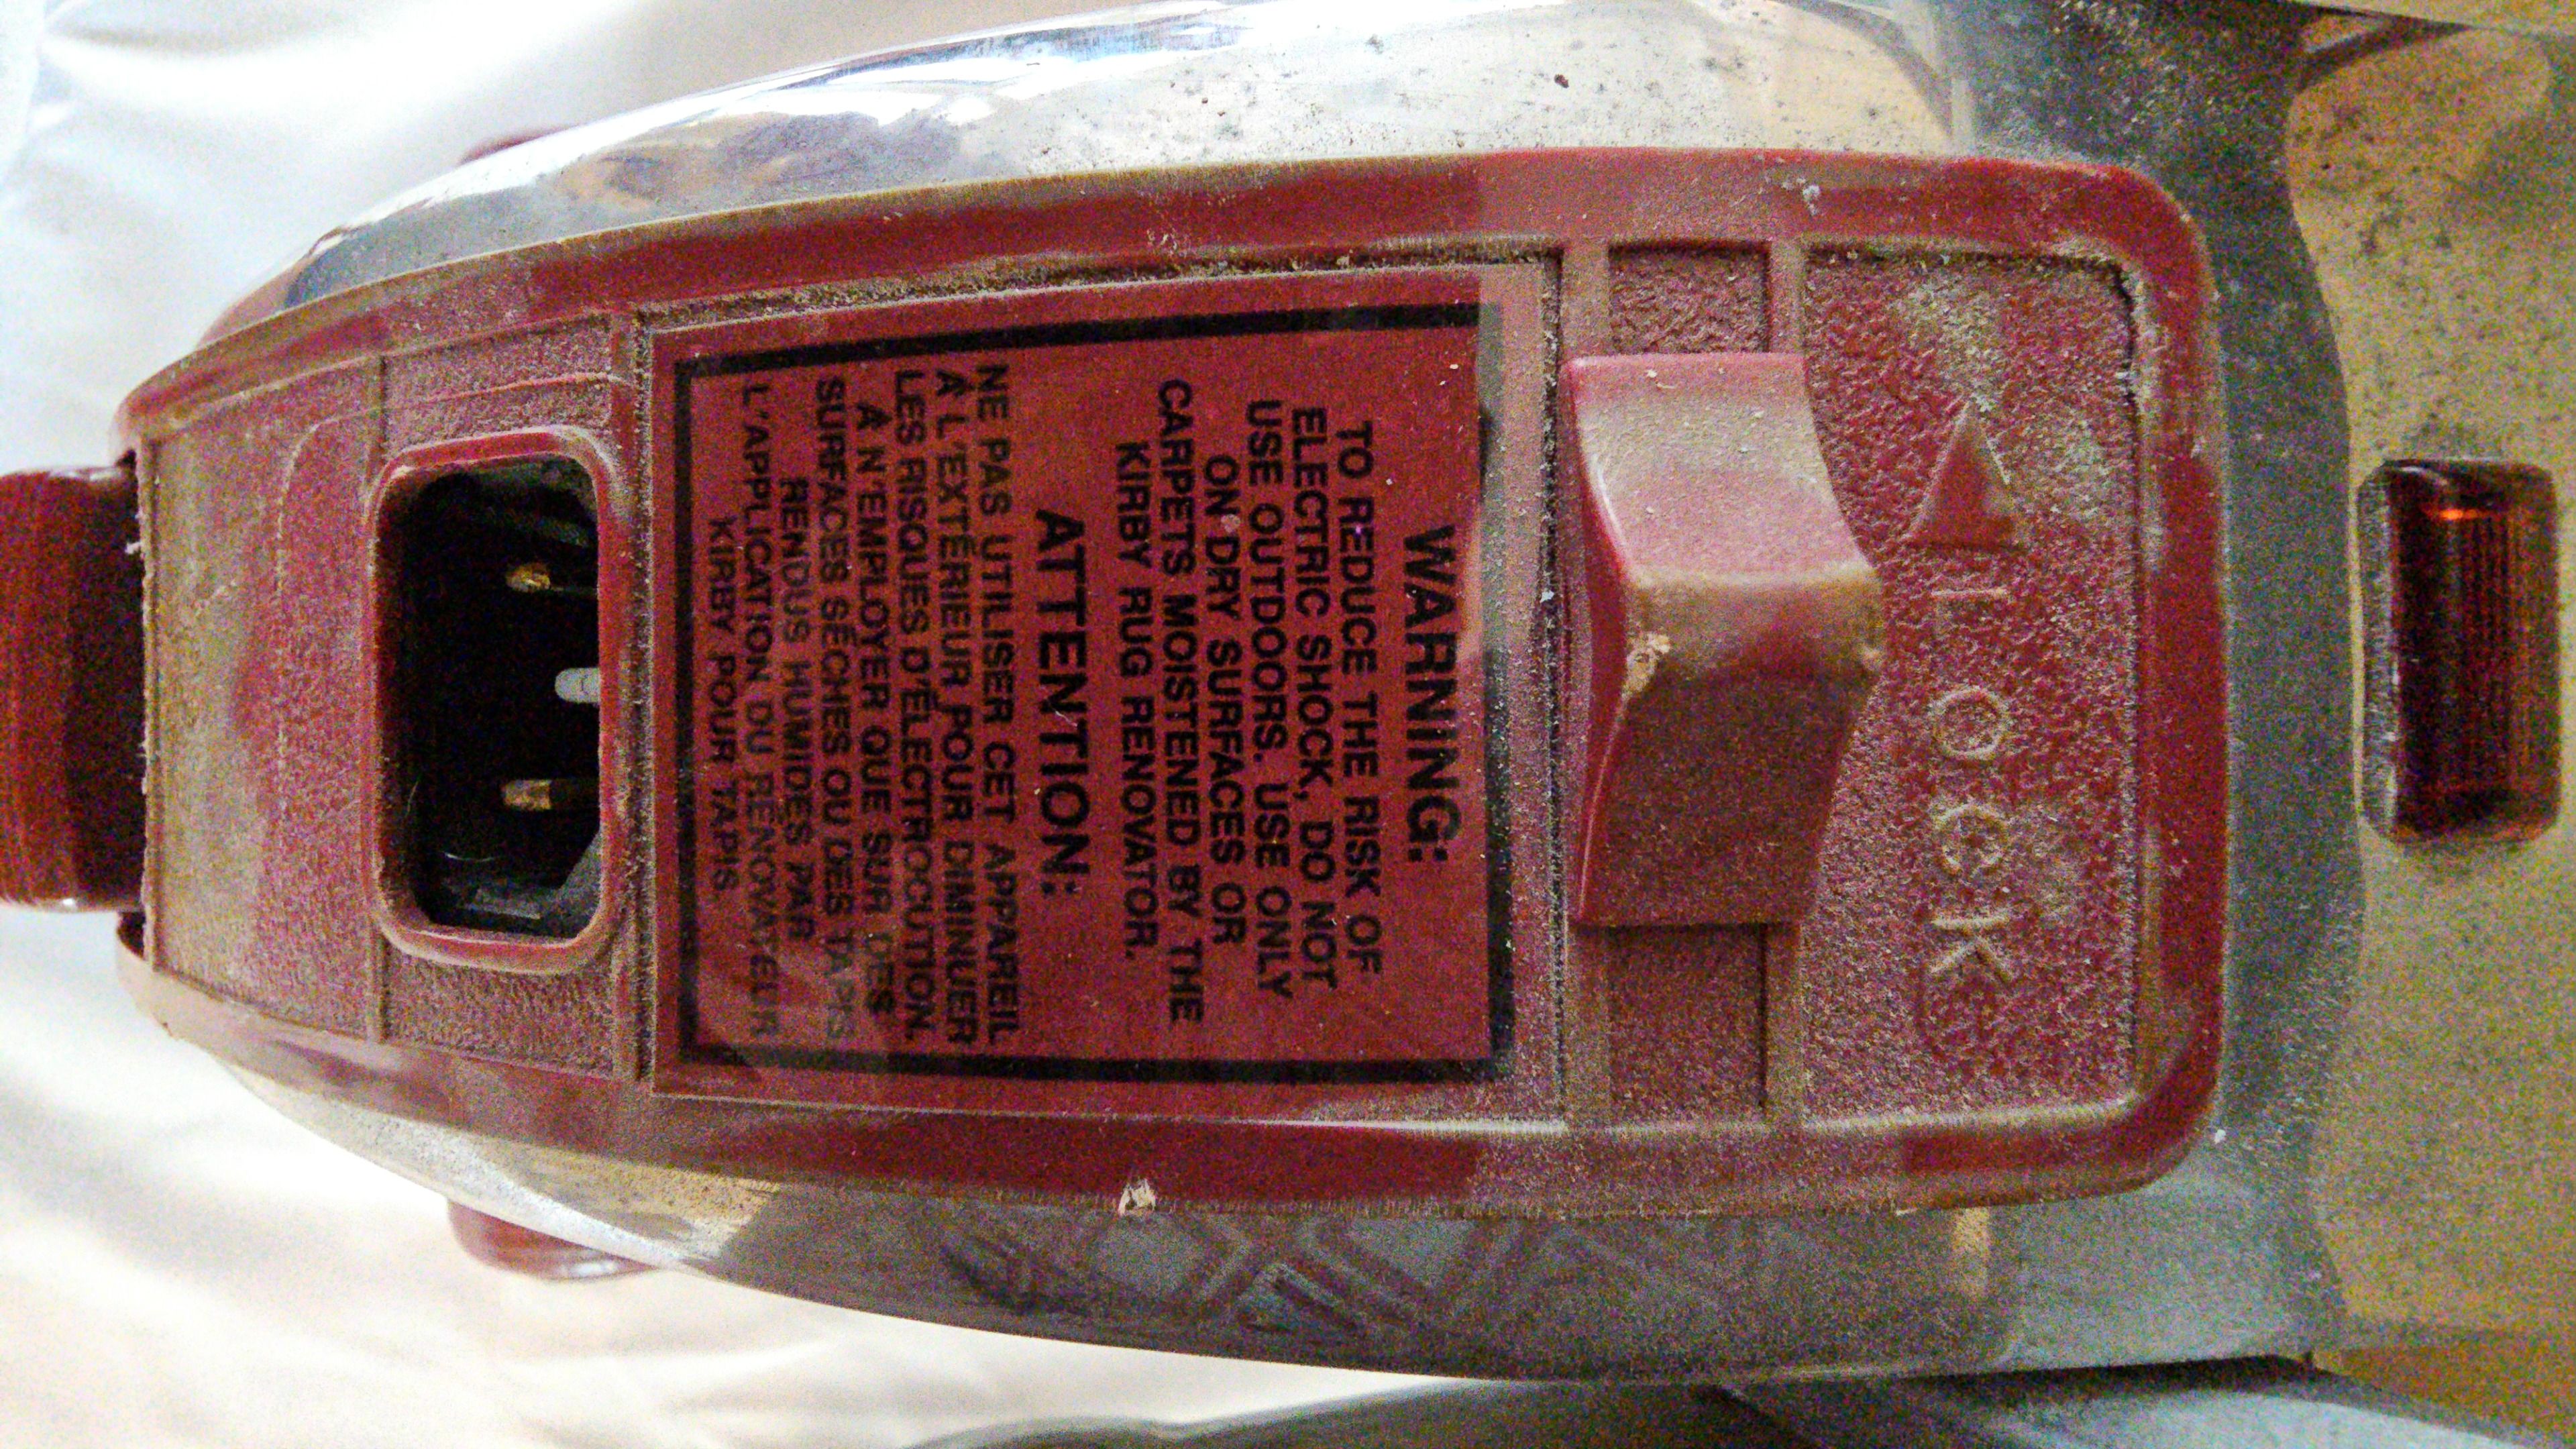 LOCK
WARNING:
TO REDUCE THE RISK OF
ELECTRIC SHOCK, DO NOT
USE OUTDOORS. USE ONLY
ON DRY SURFACES OR
CARPETS MOISTENED BY THE
KIRBY RUG RENOVATOR.
ATTENTION:
NE PAS UTILISER CET APPAREIL
À L'EXTÉRIEUR POUR DIMINUER
LES RISQUES D'ÉLECTROCUTION.
À N'EMPLOYER QUE SUR DES
SURFACES SÈCHES OU DES TAPIS
RENDUS HUMIDES PAR
L'APPLICATION DU RÉNOVATEUR
KIRBY POUR TAPIS.